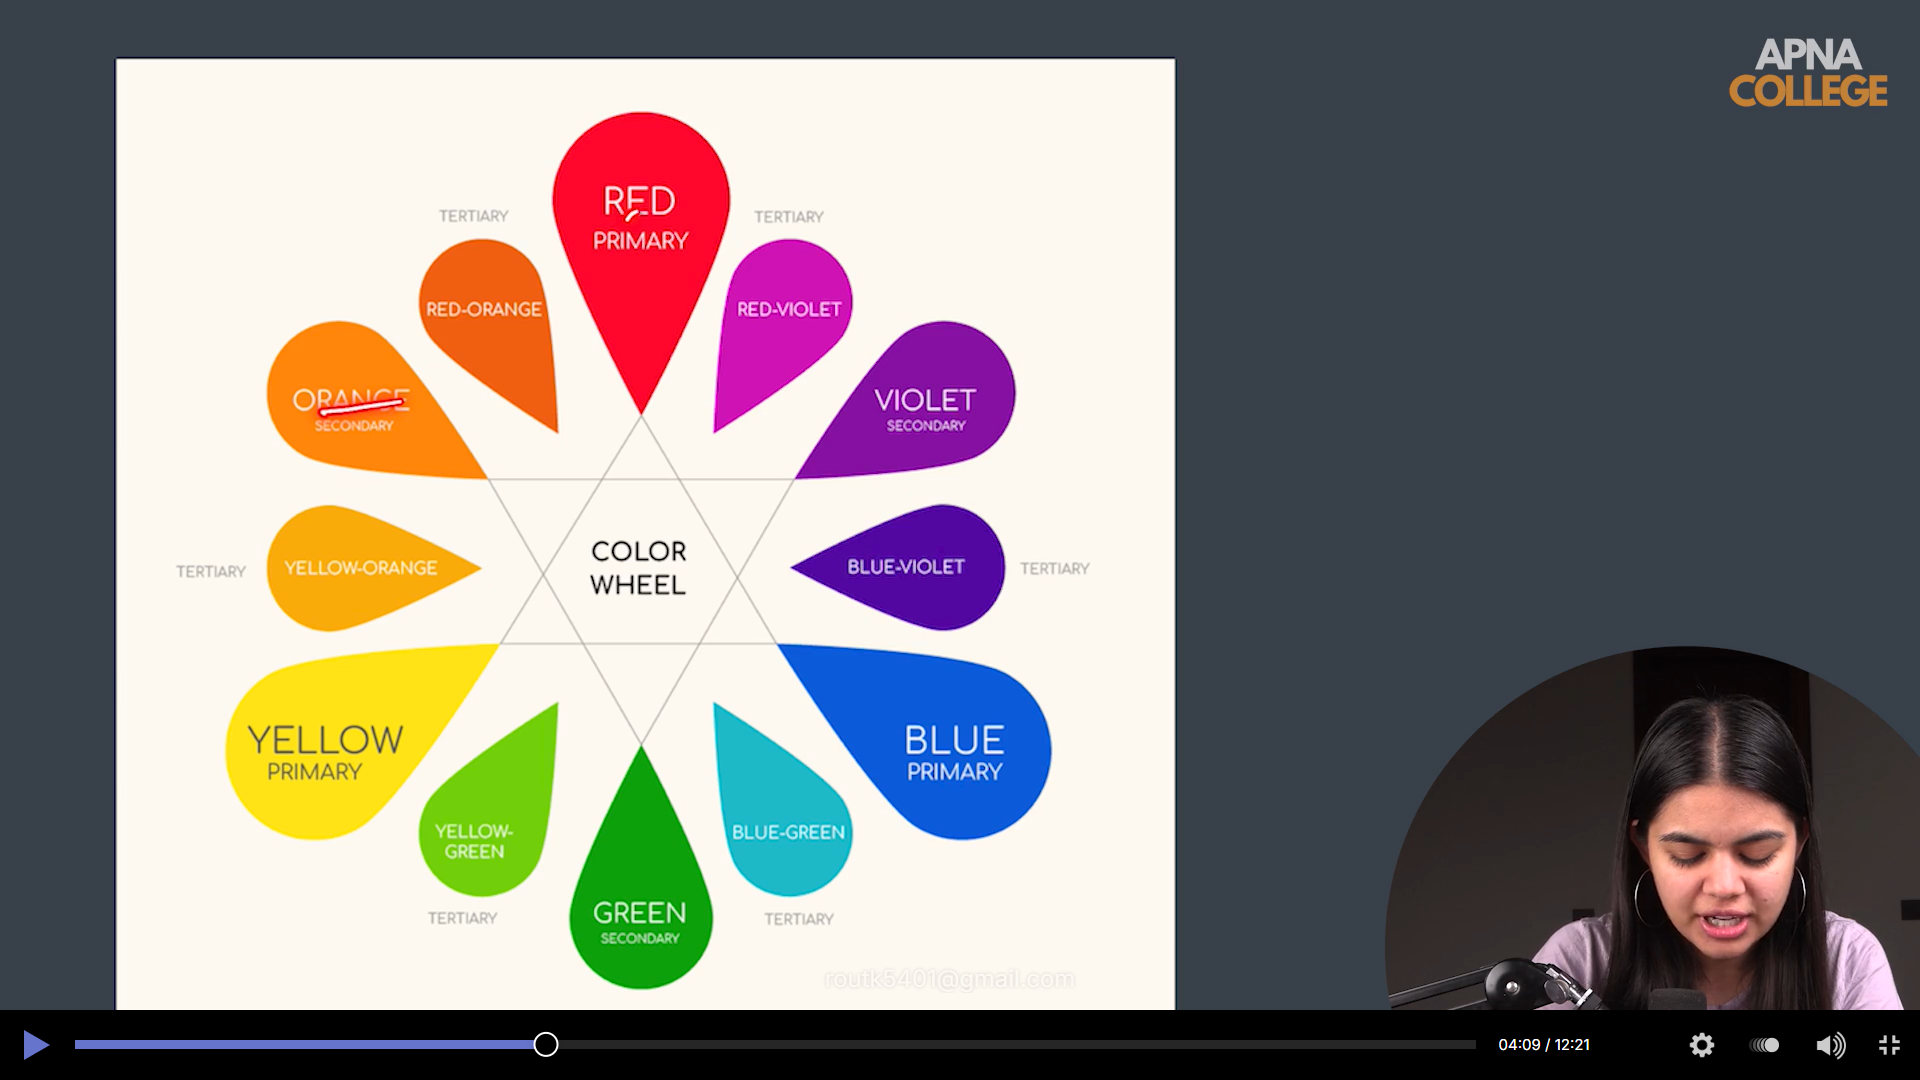 APNA
COLLEGE
RED
PRIMARY
TERTIARY
TERTIARY
RED-ORANGE
RED-VIOLET
ORANGE
SECONDARY
VIOLET
SECONDARY
COLOR
WHEEL
TERTIARY
YELLOW-ORANGE
BLUE-VIOLET
TERTIARY
YELLOW
PRIMARY
BLUE
PRIMARY
YELLOW-
GREEN
BLUE-GREEN
TERTIARY
GREEN
SECONDARY
TERTIARY
routk5401@gmail.com
04:09 / 12:21